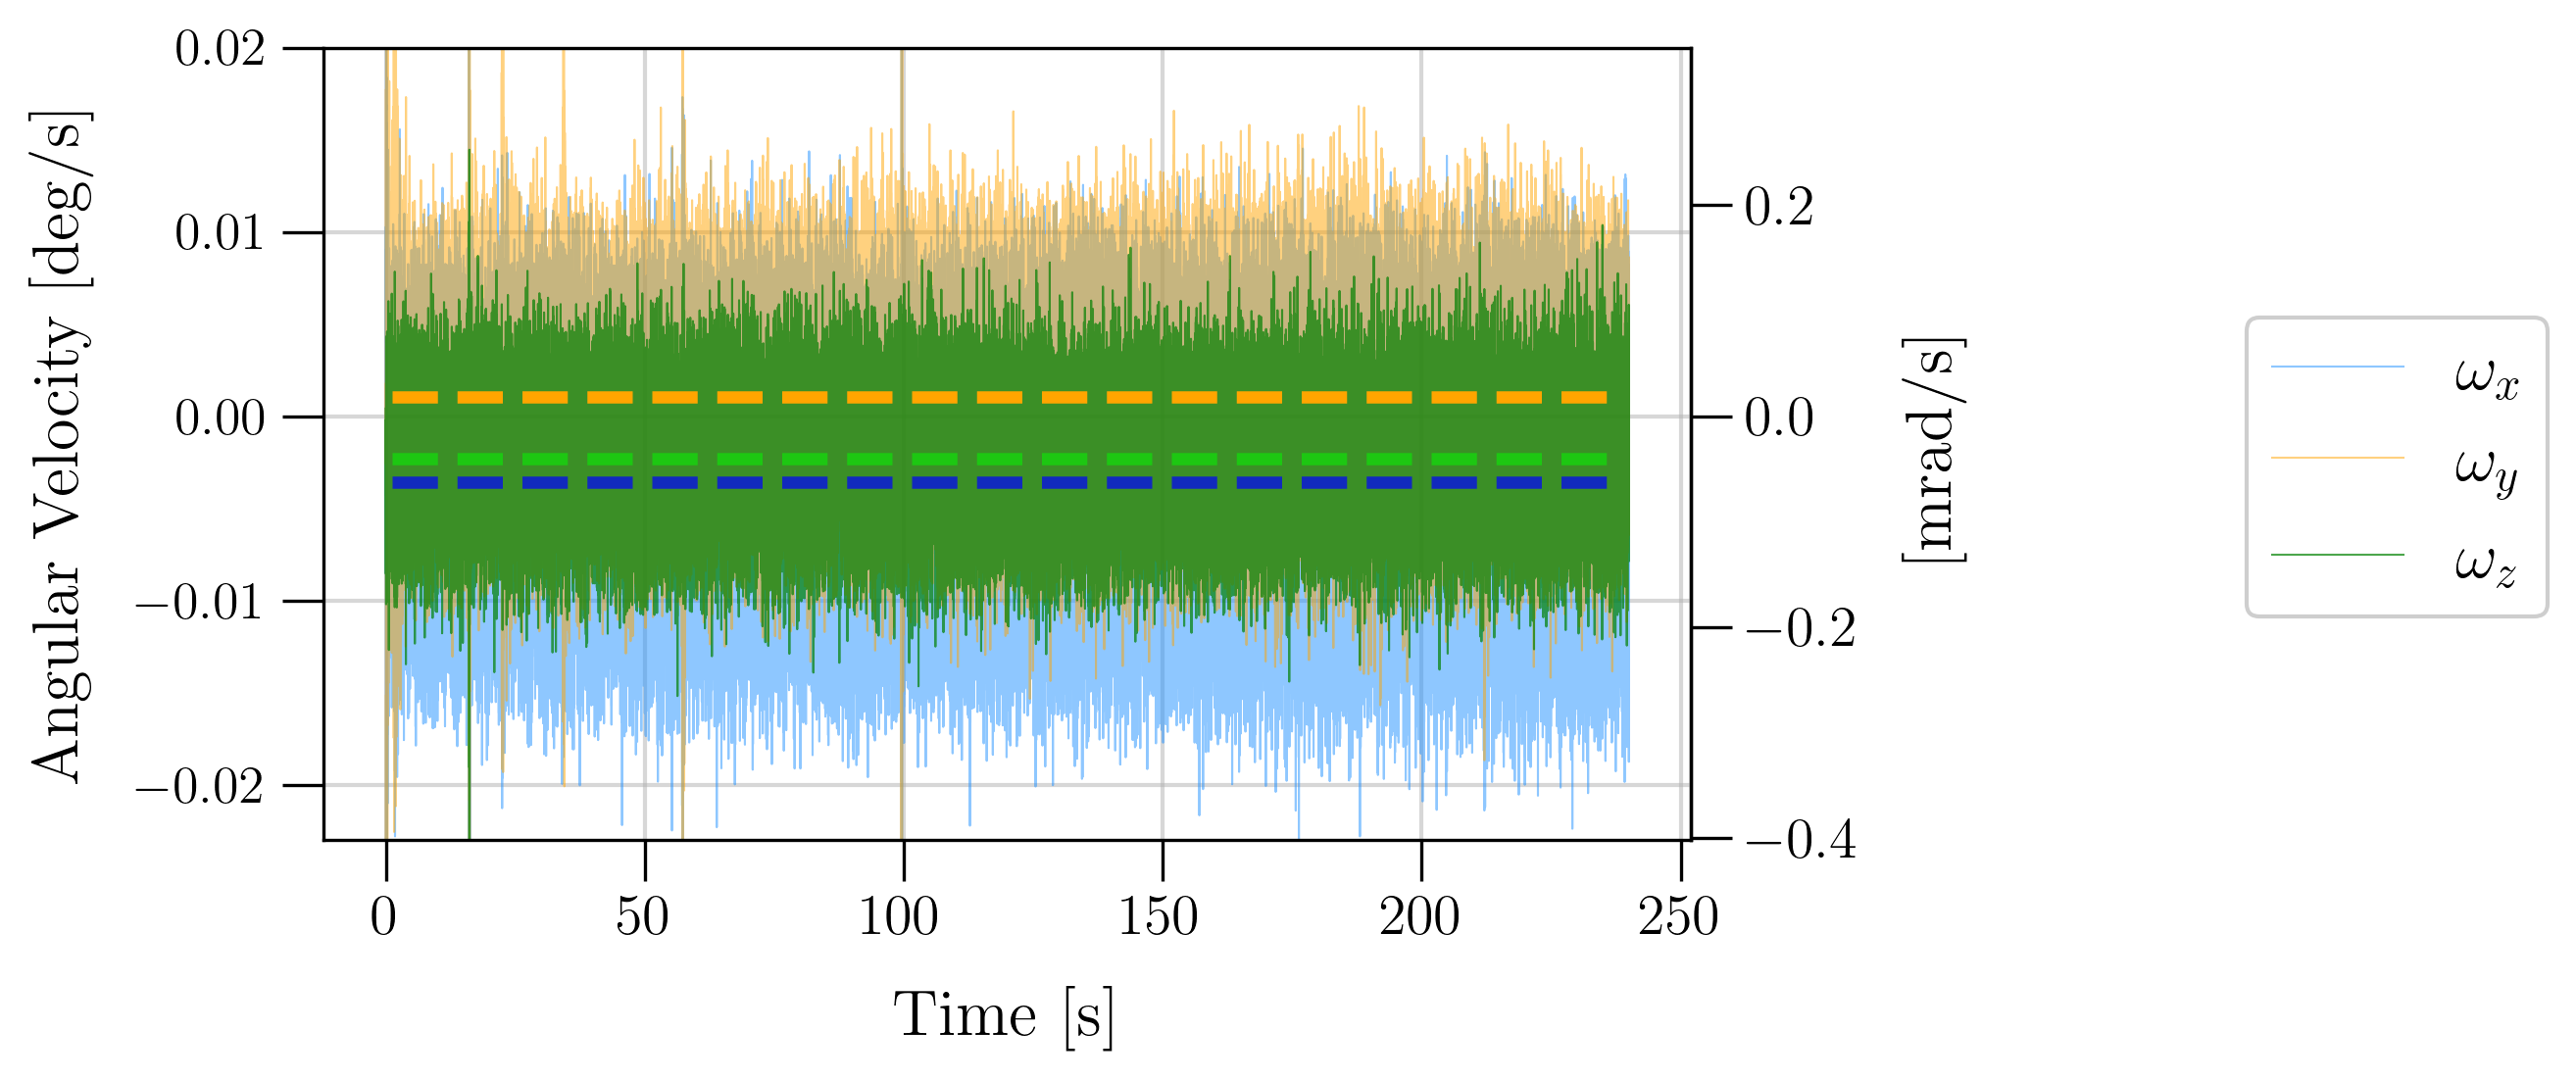 Angular Velocity [deg/s]
0.02
0.01
0.00
−0.01
−0.02
0 50 100 150 200 250
Time [s]
0.2
0.0
−0.2
−0.4
[mrad/s]
ωx
ωy
ωz